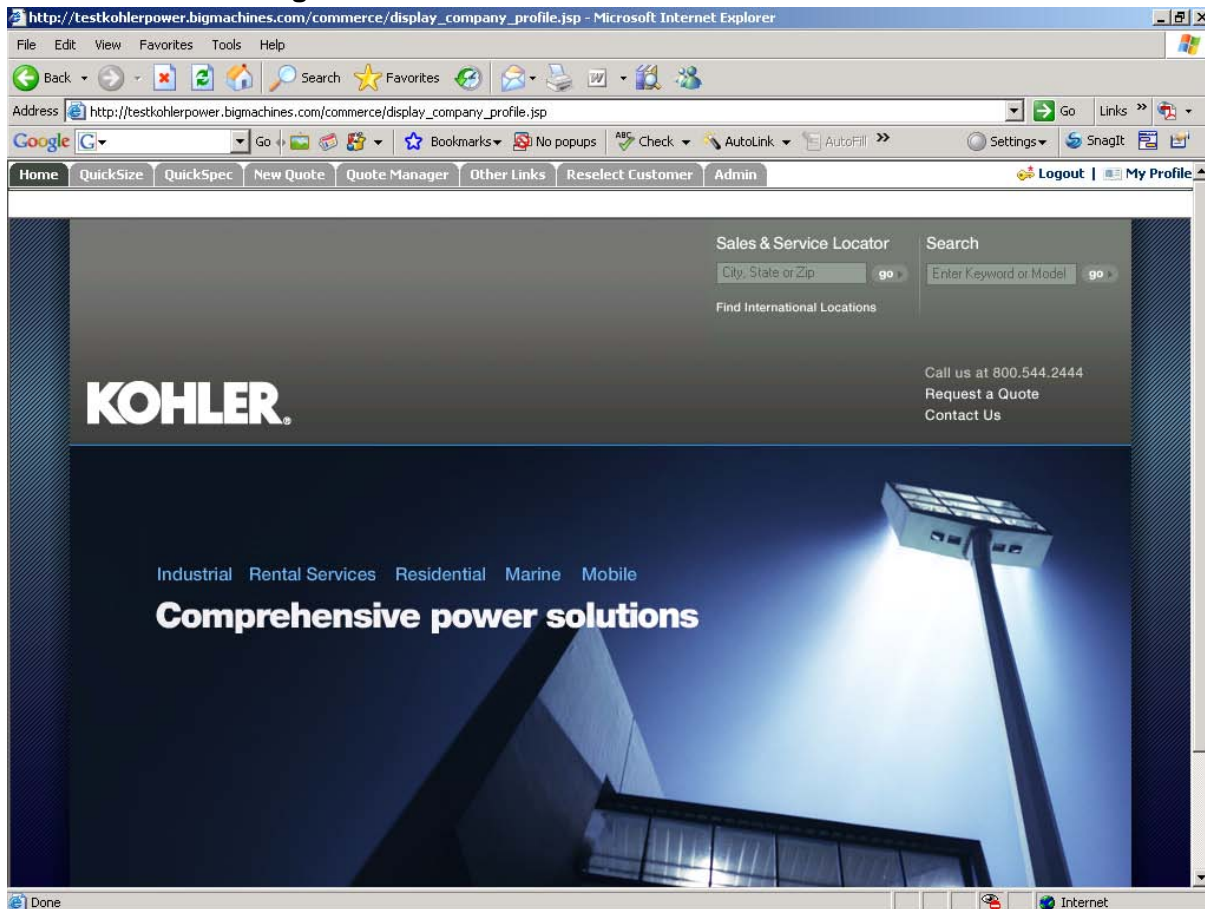 http://testkohlerpower.bigmachines.com/commerce/display_company_profile.jsp - Microsoft Internet Explorer
File Edit View Favorites Tools Help
Back Search Favorites
Address http://testkohlerpower.bigmachines.com/commerce/display_company_profile.jsp Go Links »
Google G Go Bookmarks No popups ABC Check AutoLink AutoFill » Settings SnagIt
Home QuickSize QuickSpec New Quote Quote Manager Other Links Reselect Customer Admin Logout | My Profile
Sales & Service Locator Search
City, State or Zip go Enter Keyword or Model go
Find International Locations
Call us at 800.544.2444
KOHLER® Request a Quote
Contact Us
Industrial Rental Services Residential Marine Mobile
Comprehensive power solutions
Done Internet